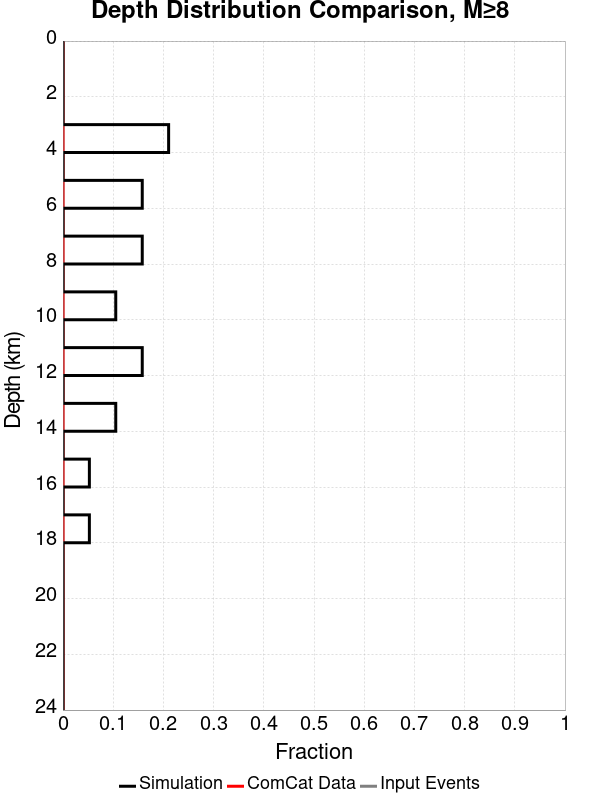 Depth Distribution Comparison, M≥8
0
2
4
6
8
10
12
14
16
18
20
22
24
Depth (km)
0 0.1 0.2 0.3 0.4 0.5 0.6 0.7 0.8 0.9 1
Fraction
Simulation ComCat Data Input Events